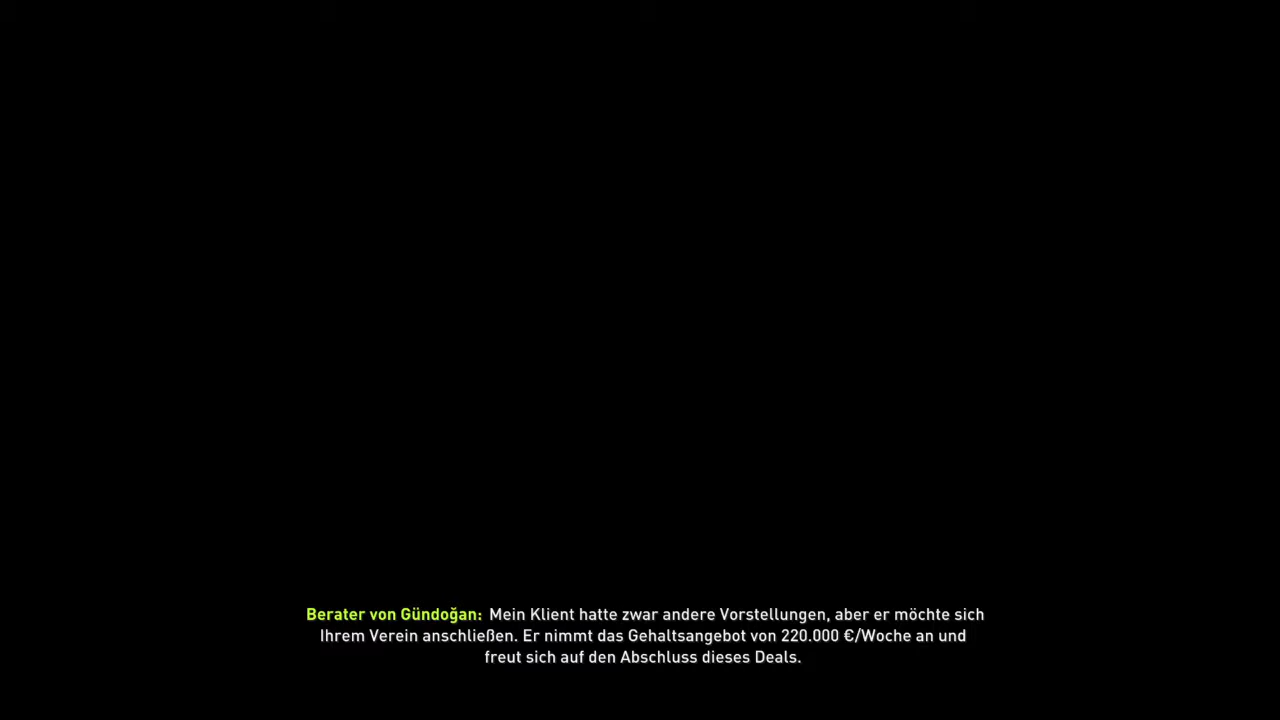 Berater von Gündoğan: Mein Klient hatte zwar andere Vorstellungen, aber er möchte sich
Ihrem Verein anschließen. Er nimmt das Gehaltsangebot von 220.000 €/Woche an und
freut sich auf den Abschluss dieses Deals.